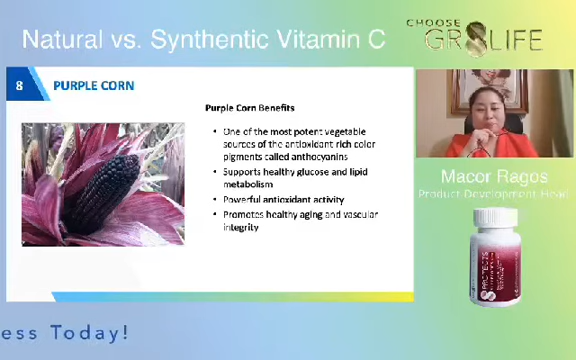 Natural vs. Synthentic Vitamin C
CHOOSE
GR8LIFE
8
PURPLE CORN
Purple Corn Benefits
• One of the most potent vegetable
sources of the antioxidant rich color
pigments called anthocyanins
• Supports healthy glucose and lipid
metabolism
• Powerful antioxidant activity
• Promotes healthy aging and vascular
integrity
Macor Ragos
Product Development Head
ess Today!